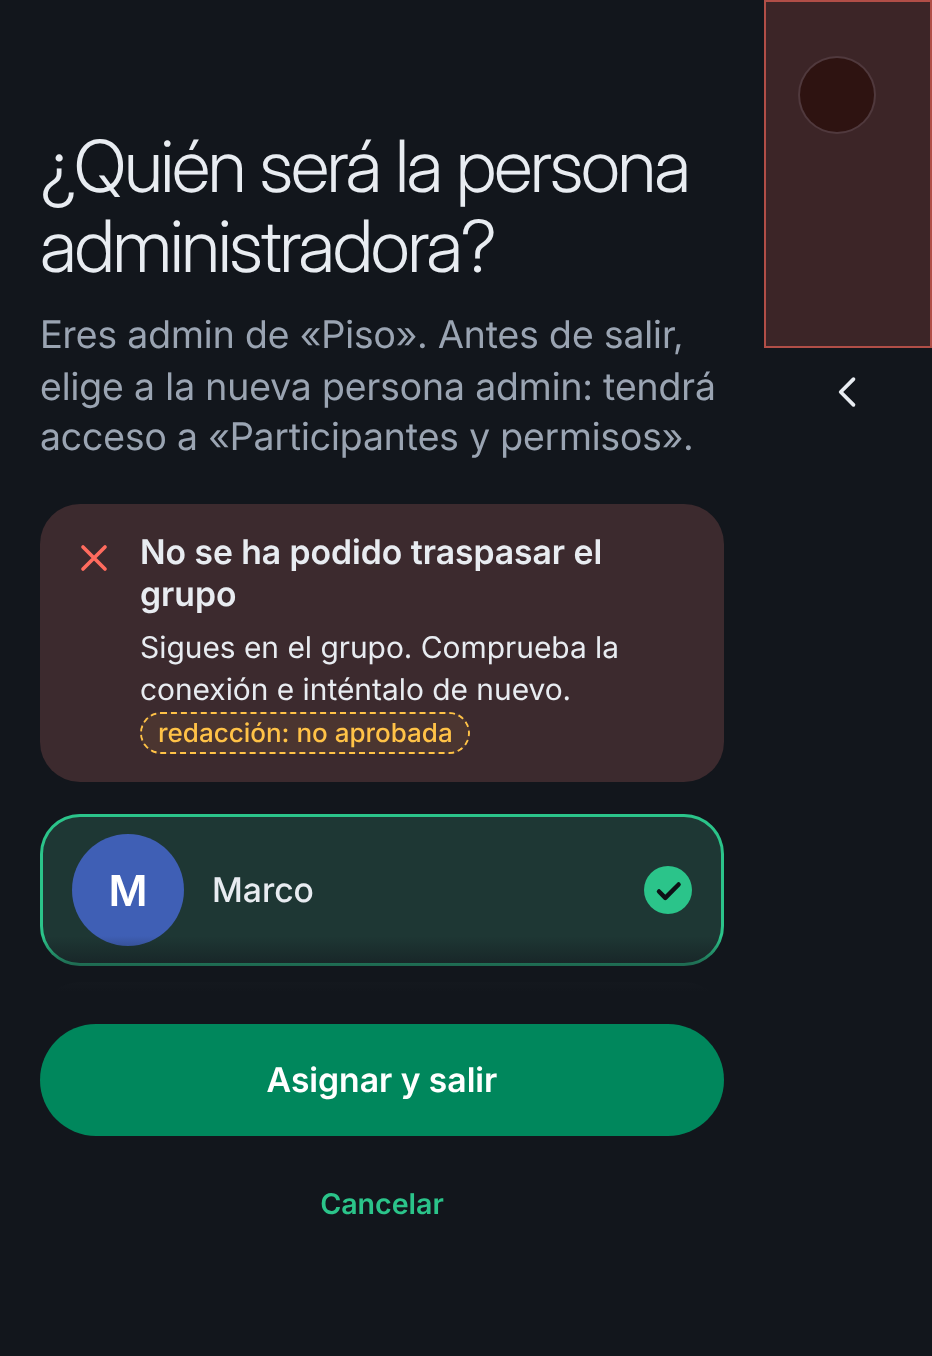 ¿Quién será la persona
administradora?
Eres admin de «Piso». Antes de salir,
elige a la nueva persona admin: tendrá
acceso a «Participantes y permisos».
No se ha podido traspasar el
grupo
Sigues en el grupo. Comprueba la
conexión e inténtalo de nuevo.
redacción: no aprobada
M
Marco
Asignar y salir
Cancelar